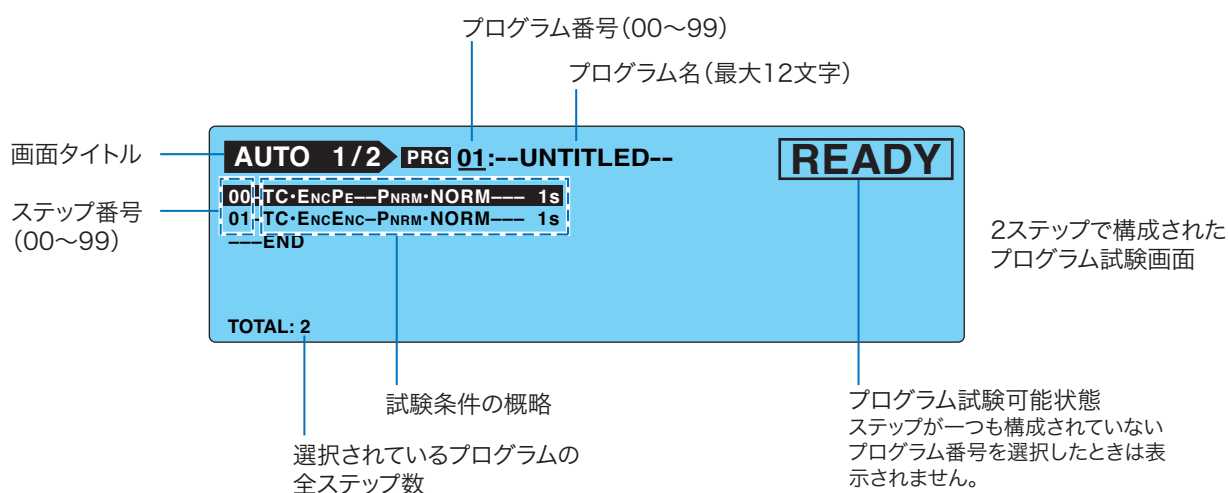 プログラム番号(00～99)
プログラム名(最大12文字)
画面タイトル
AUTO 1/2 PRG 01:--UNTITLED--
READY
ステップ番号
(00～99)
00-TC･ENCPE––PNRM･NORM––– 1s
01-TC･ENCENC–PNRM･NORM––– 1s
–––END
2ステップで構成された
プログラム試験画面
TOTAL: 2
試験条件の概略
選択されているプログラムの
全ステップ数
プログラム試験可能状態
ステップが一つも構成されていない
プログラム番号を選択したときは表
示されません。